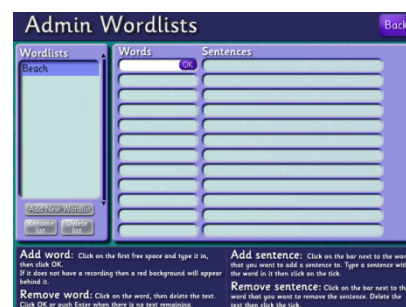 Admin Wordlists
Back
Wordlists
Words
Sentences
Beach
OK
Add New Wordlist
Rename list
Delete list
Add word: Click on the first free space and type it in,
then click OK.
If it does not have a recording then a red background will appear
behind it.
Remove word: Click on the word, then delete the text.
Click OK or push Enter when there is no text remaining.
Add sentence: Click on the bar next to the word
that you want to add a sentence to. Type a sentence with
the word in it then click on the tick.
Remove sentence: Click on the bar next to the
word that you want to remove the sentence. Delete the
text then click the tick.